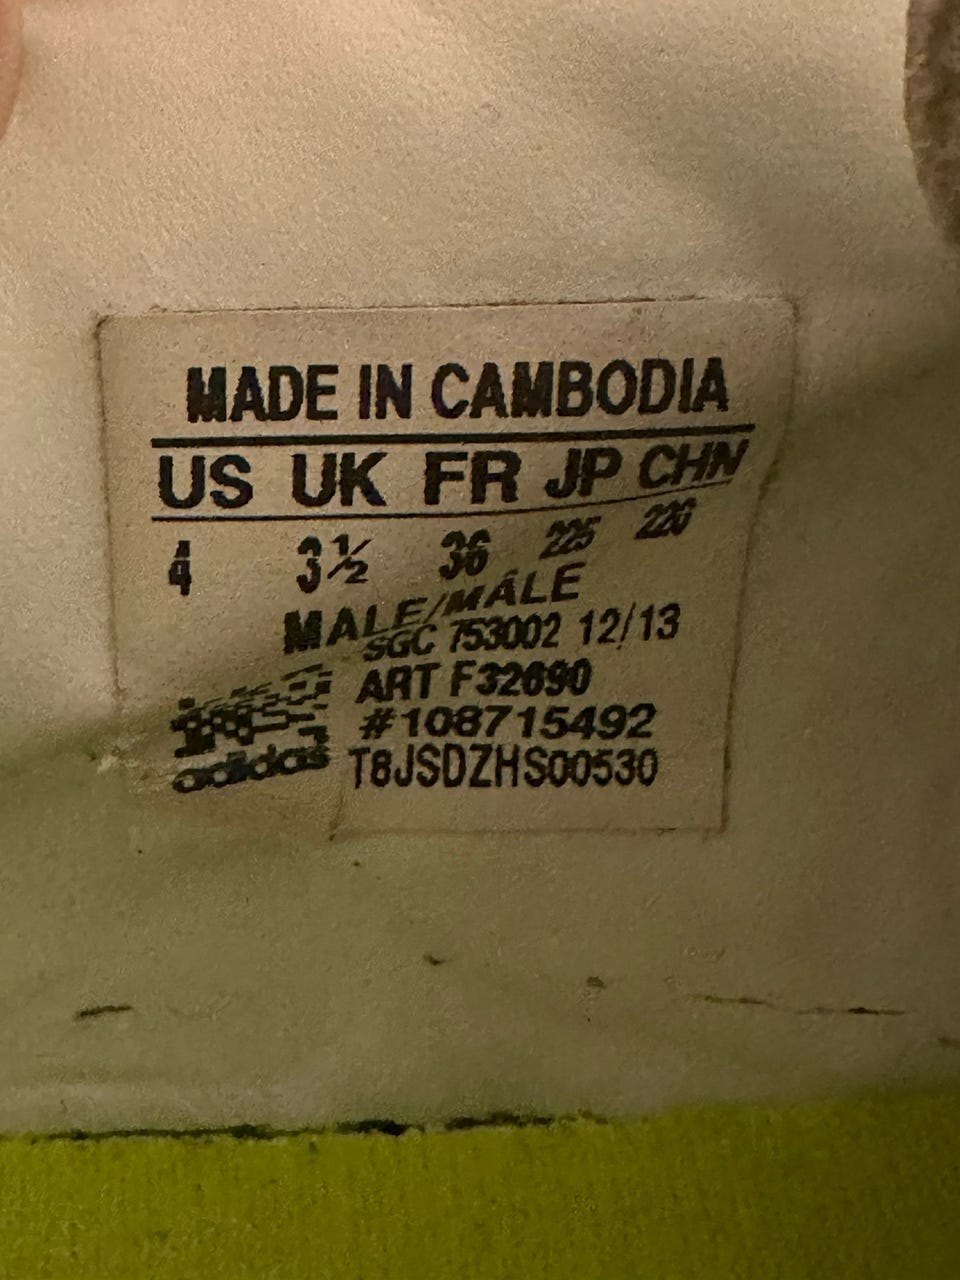 MADE IN CAMBODIA
US UK FR JP CHN
4 3½ 36 225 220
MALE/MÂLE
SGC 753002 12/13
ART F32690
#108715492
T8JSDZHS00530
adidas